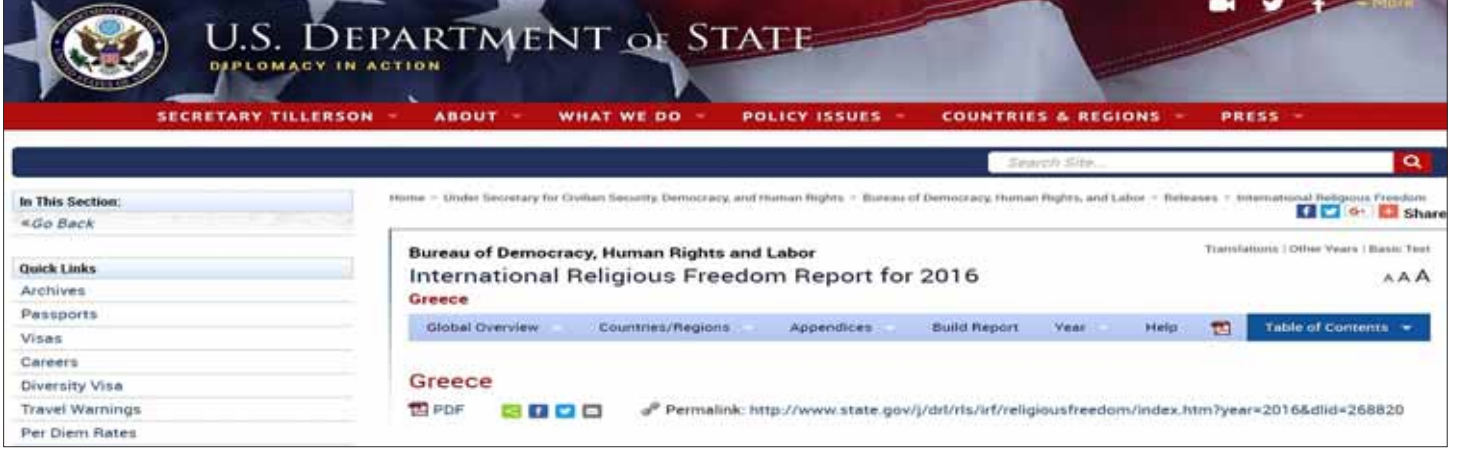 + More
U.S. DEPARTMENT OF STATE
DIPLOMACY IN ACTION
SECRETARY TILLERSON ABOUT WHAT WE DO POLICY ISSUES COUNTRIES & REGIONS PRESS
Search Site...
In This Section:
«Go Back
Quick Links
Archives
Passports
Visas
Careers
Diversity Visa
Travel Warnings
Per Diem Rates
Home > Under Secretary for Civilian Security, Democracy, and Human Rights > Bureau of Democracy, Human Rights, and Labor > Releases > International Religious Freedom
Share
Bureau of Democracy, Human Rights and Labor
Translations | Other Years | Basic Text
International Religious Freedom Report for 2016
A A A
Greece
Global Overview Countries/Regions Appendices Build Report Year Help Table of Contents
Greece
PDF Permalink: http://www.state.gov/j/drl/rls/irf/religiousfreedom/index.htm?year=2016&dlid=268820